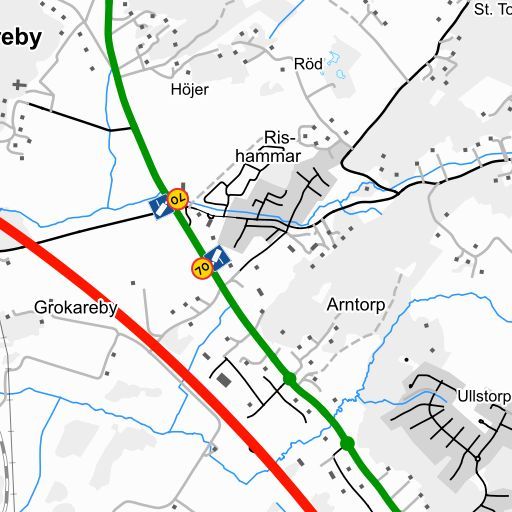 St. To
reby
Röd
Höjer
Ris-
hammar
70
70
Grokareby
Arntorp
Ullstorp